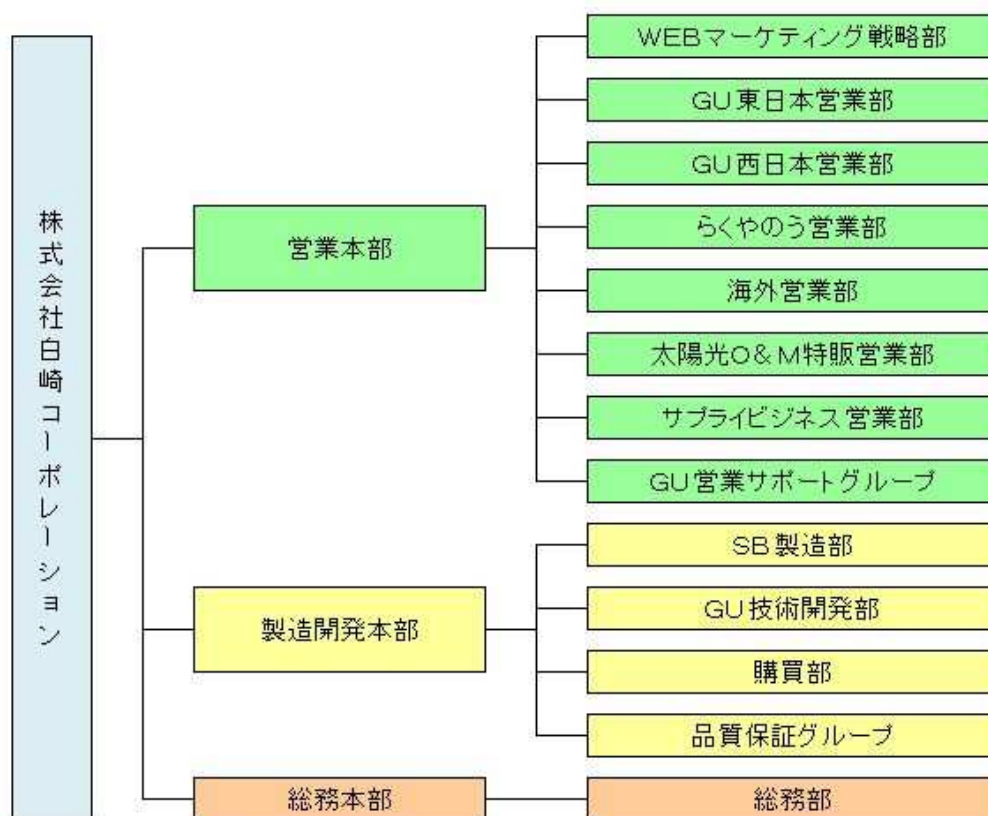 株式会社白崎コーポレーション
営業本部
WEBマーケティング戦略部
GU東日本営業部
GU西日本営業部
らくやのう営業部
海外営業部
太陽光O&M特販営業部
サプライビジネス営業部
GU営業サポートグループ
製造開発本部
SB製造部
GU技術開発部
購買部
品質保証グループ
総務本部
総務部